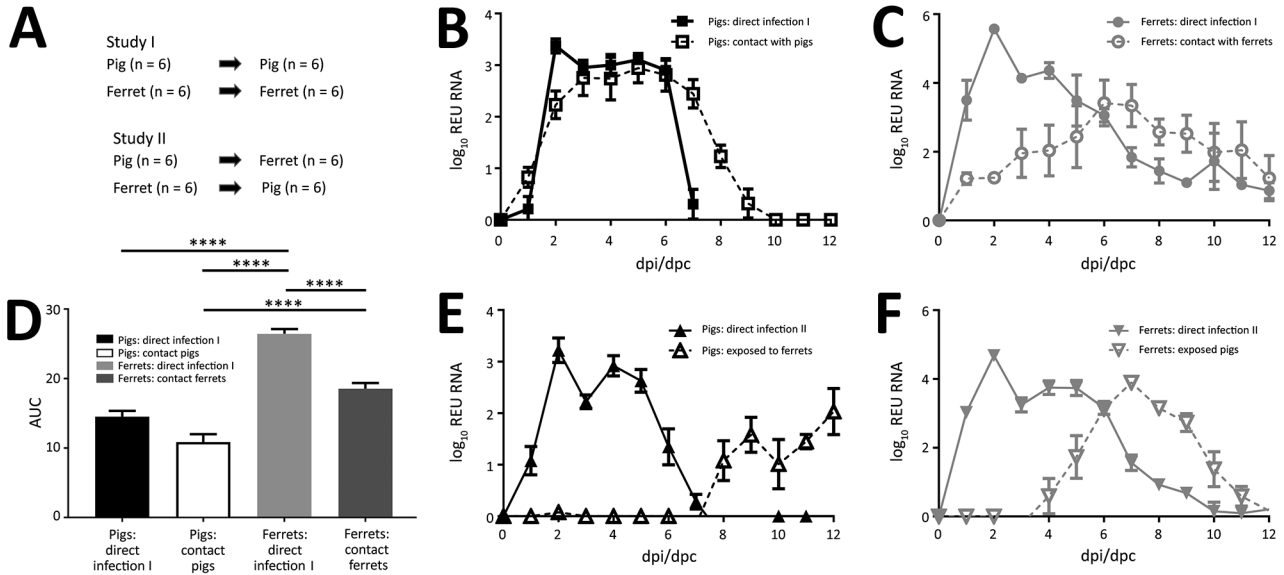 A
Study I
Pig (n = 6) Pig (n = 6)
Ferret (n = 6) Ferret (n = 6)
Study II
Pig (n = 6) Ferret (n = 6)
Ferret (n = 6) Pig (n = 6)
B
Pigs: direct infection I
Pigs: contact with pigs
log10 REU RNA
4
3
2
1
0
0 2 4 6 8 10 12
dpi/dpc
C
Ferrets: direct infection I
Ferrets: contact with ferrets
log10 REU RNA
6
4
2
0
0 2 4 6 8 10 12
dpi/dpc
D
****
****
****
****
Pigs: direct infection I
Pigs: contact pigs
Ferrets: direct infection I
Ferrets: contact ferrets
AUC
30
20
10
0
Pigs: direct infection I
Pigs: contact pigs
Ferrets: direct infection I
Ferrets: contact ferrets
E
Pigs: direct infection II
Pigs: exposed to ferrets
log10 REU RNA
4
3
2
1
0
0 2 4 6 8 10 12
dpi/dpc
F
Ferrets: direct infection II
Ferrets: exposed pigs
log10 REU RNA
6
4
2
0
0 2 4 6 8 10 12
dpi/dpc